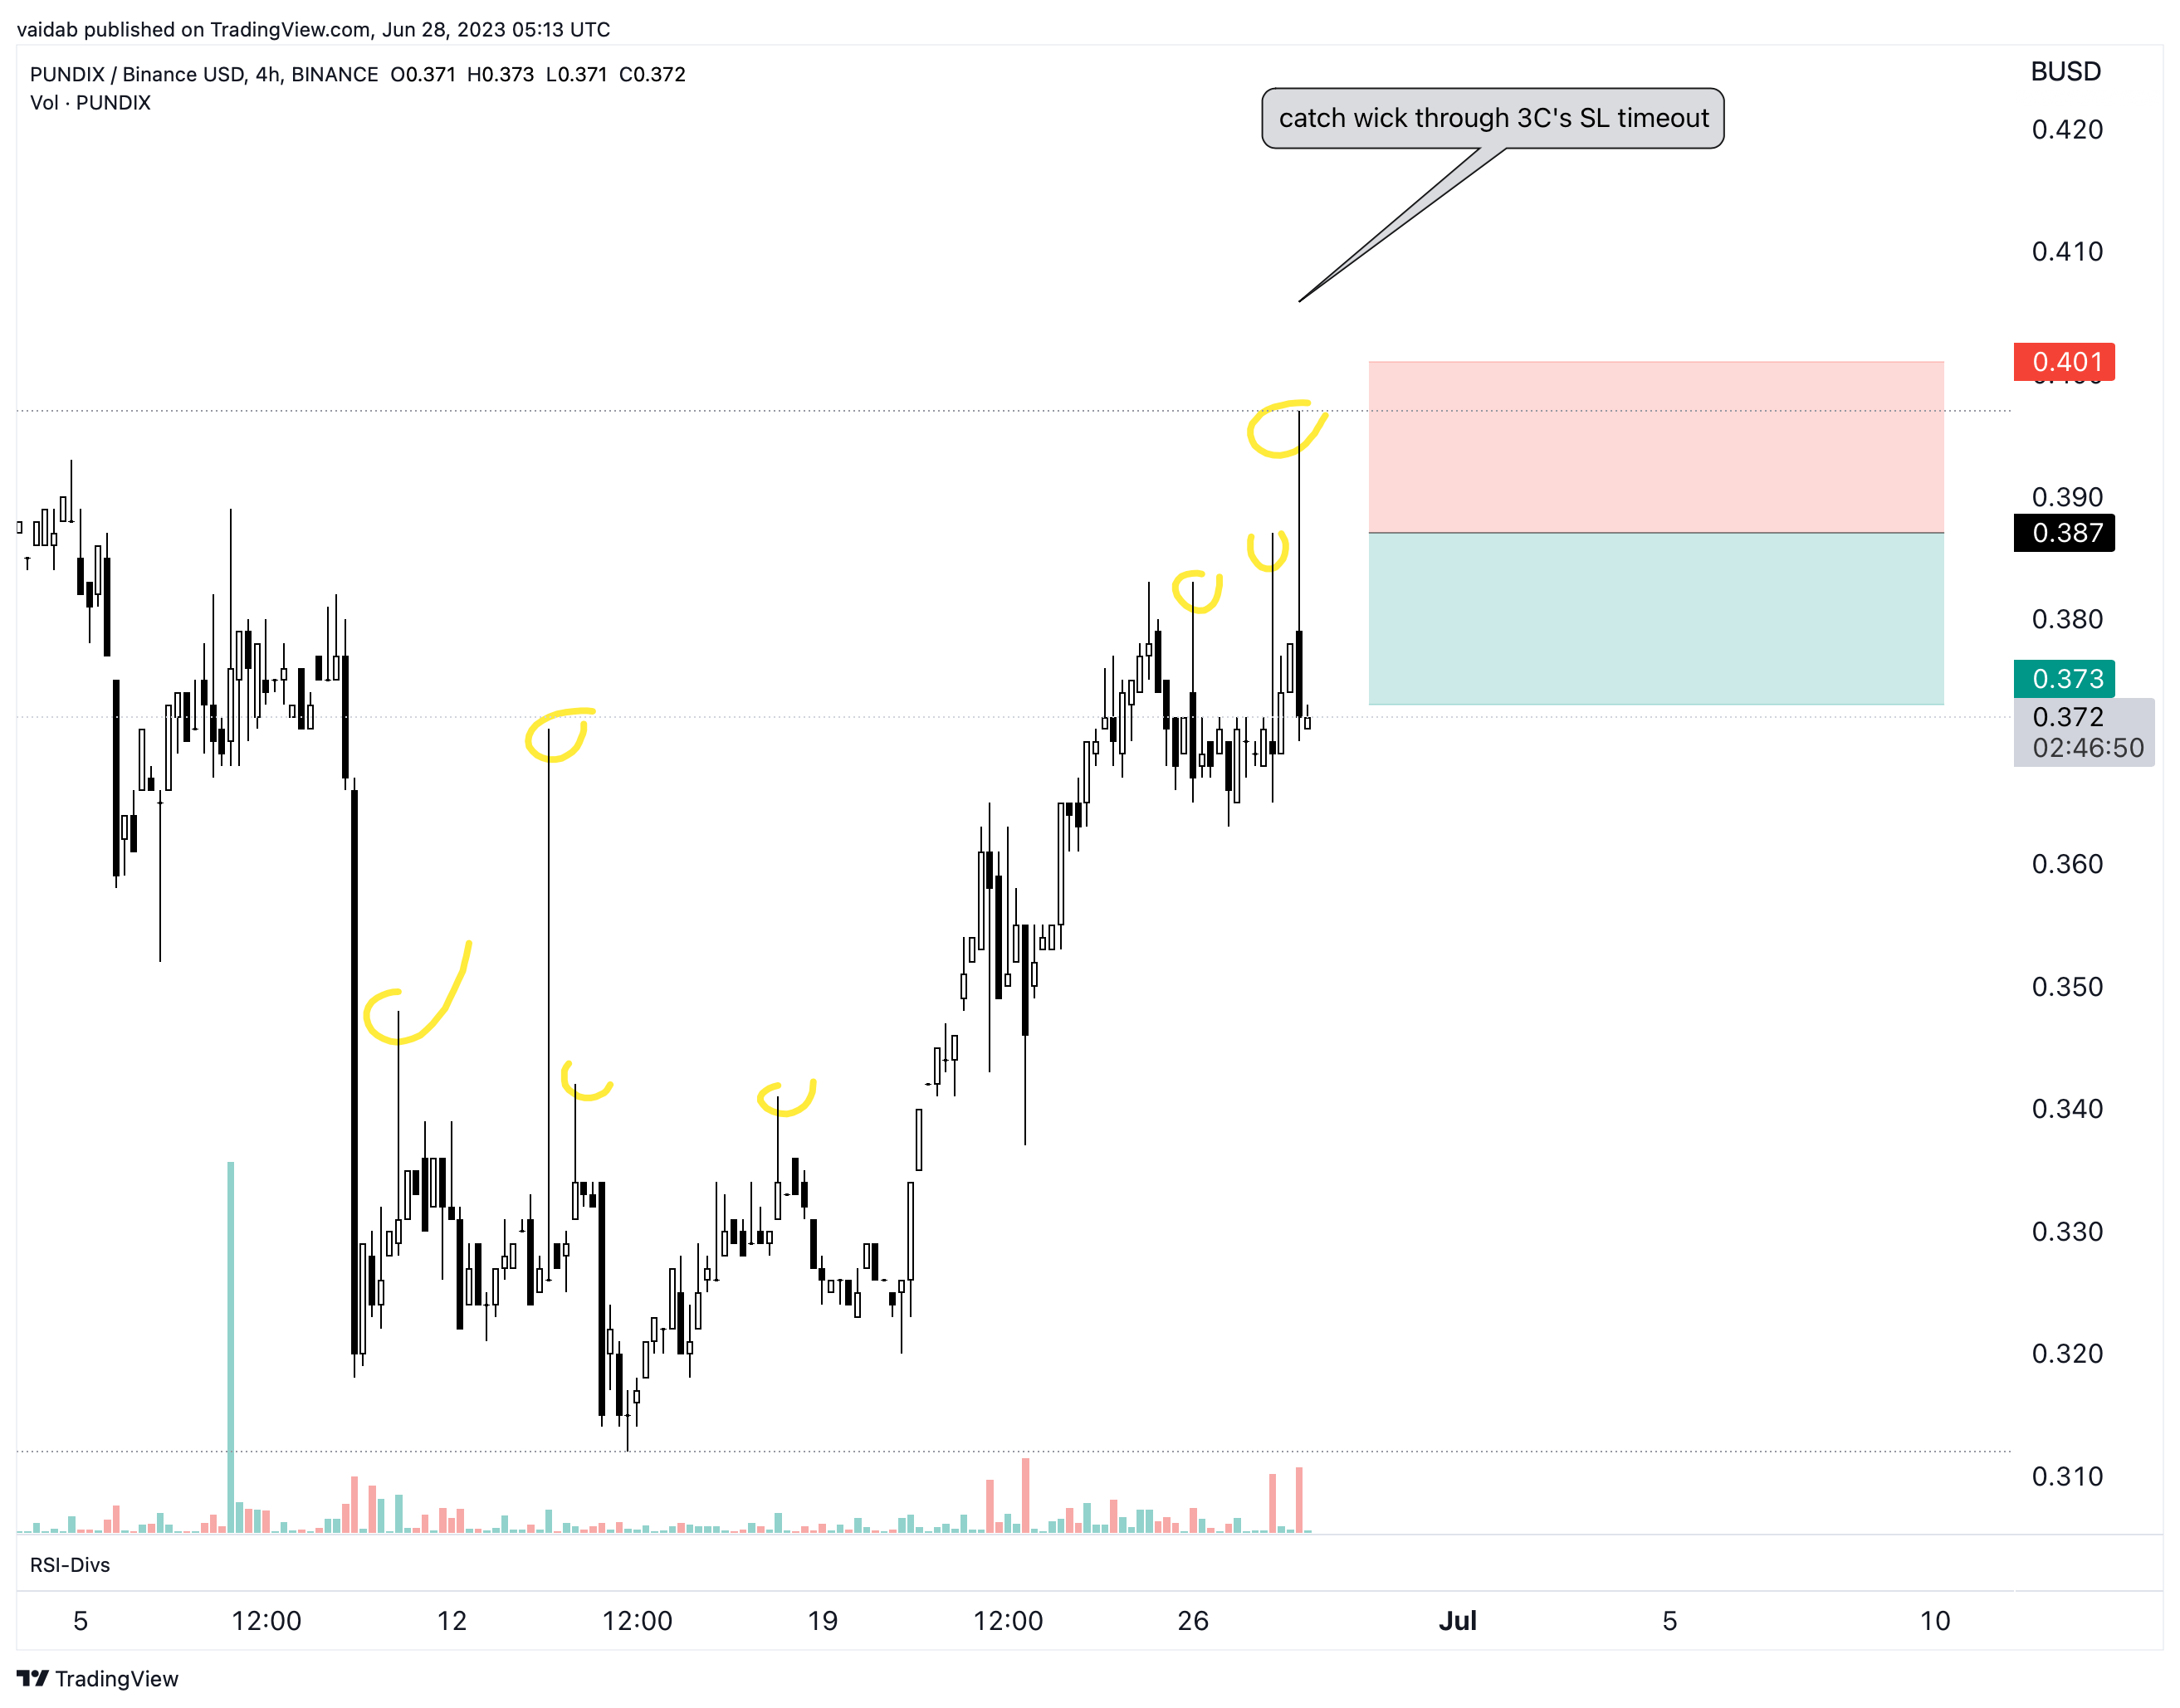 vaidab published on TradingView.com, Jun 28, 2023 05:13 UTC
PUNDIX / Binance USD, 4h, BINANCE O0.371 H0.373 L0.371 C0.372
Vol · PUNDIX
BUSD
catch wick through 3C's SL timeout
0.420
0.410
0.401
0.390
0.387
0.380
0.373
0.372
02:46:50
0.360
0.350
0.340
0.330
0.320
0.310
RSI-Divs
5 12:00 12 12:00 19 12:00 26 Jul 5 10
TradingView